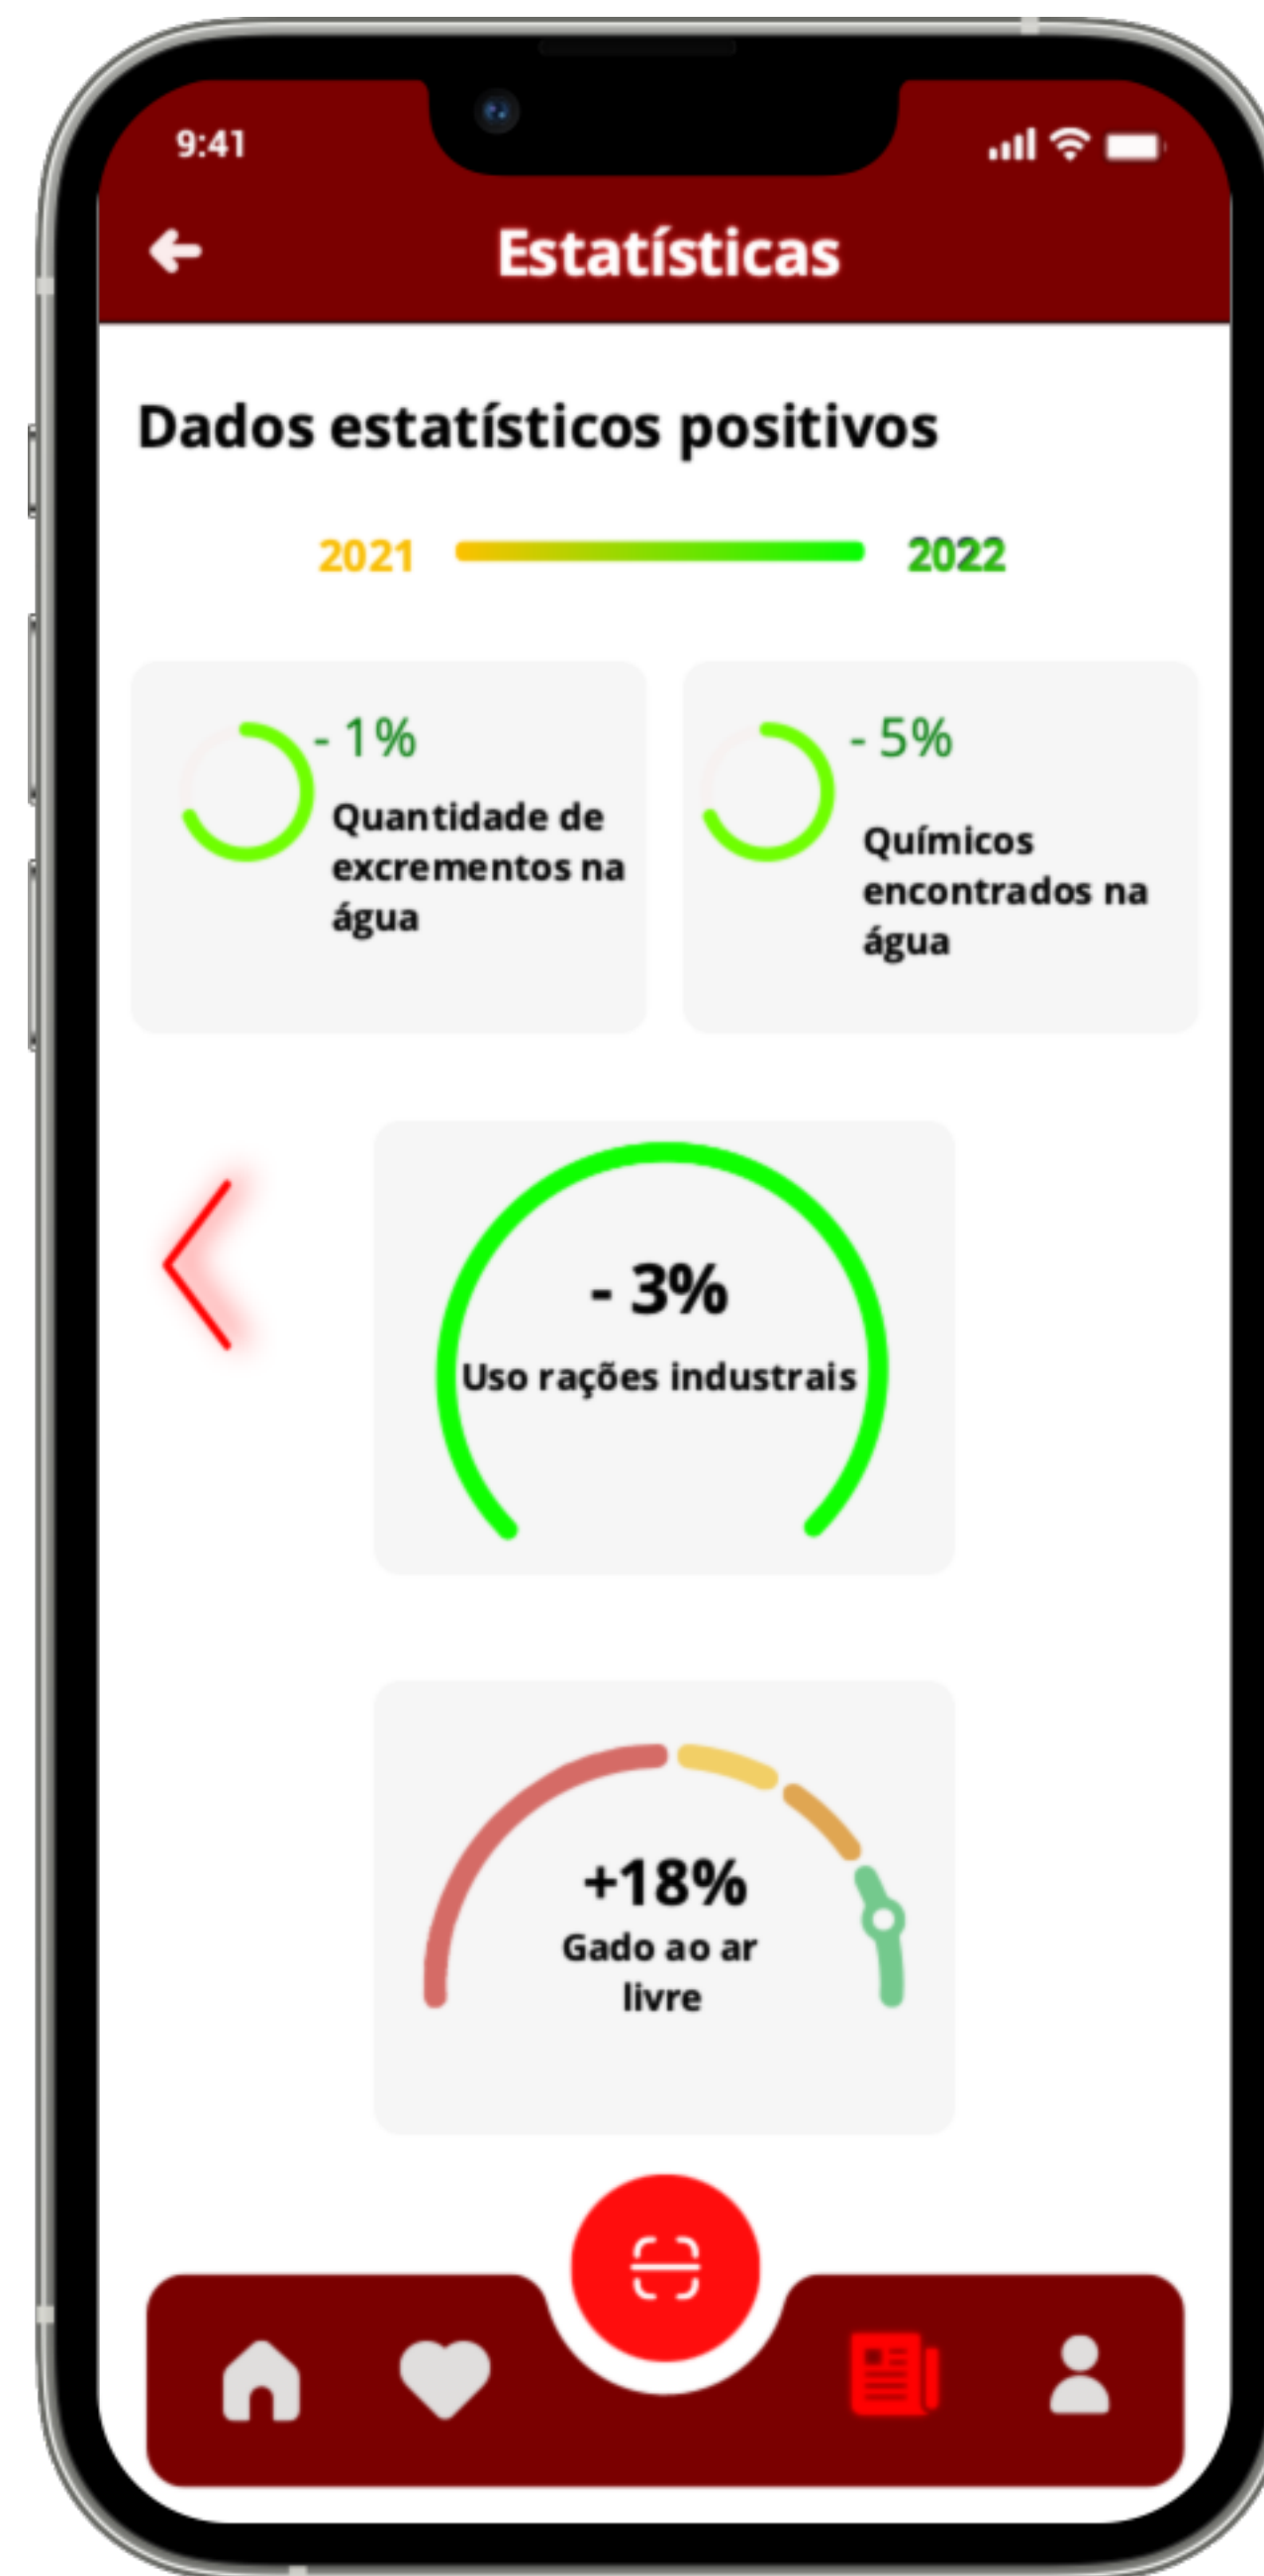 9:41
Estatísticas
Dados estatísticos positivos
2021 2022
- 1%
Quantidade de
excrementos na
água
- 5%
Químicos
encontrados na
água
- 3%
Uso rações industrais
+18%
Gado ao ar
livre